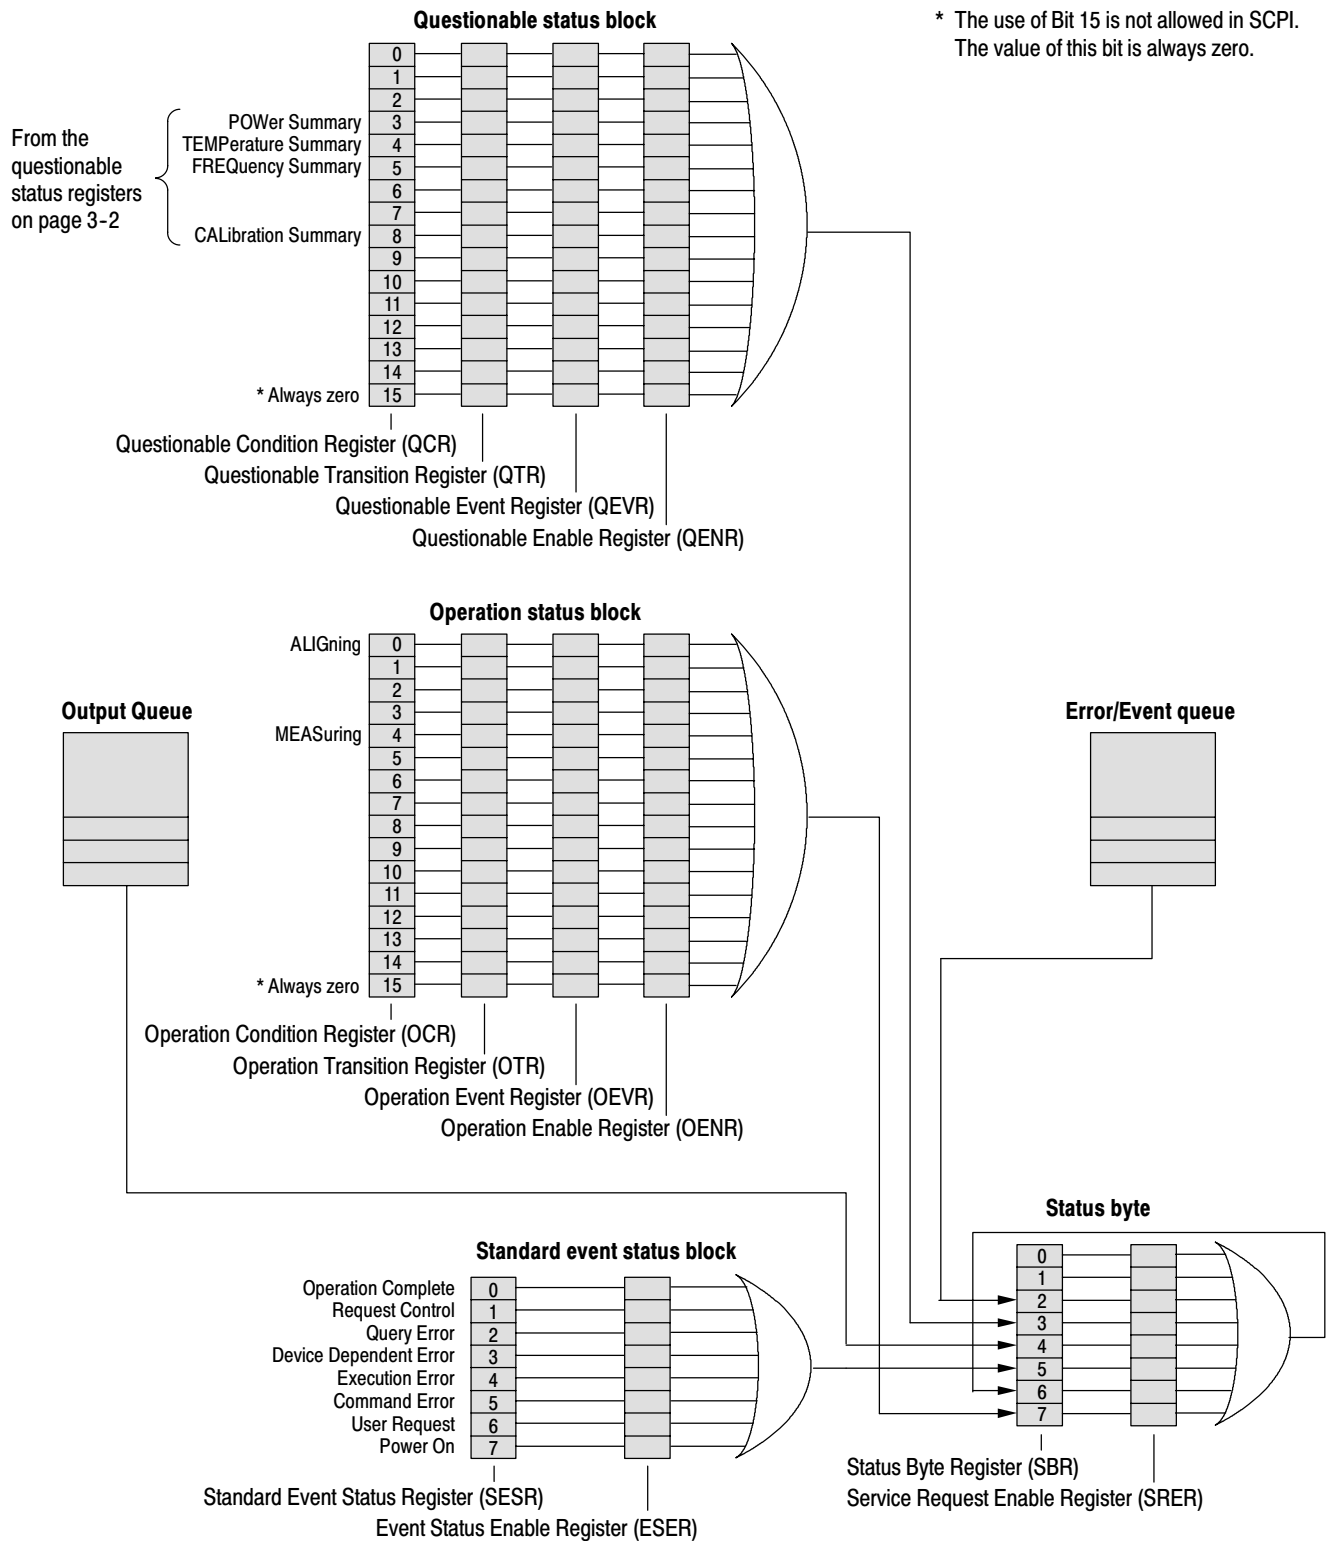 Questionable status block
* The use of Bit 15 is not allowed in SCPI.
The value of this bit is always zero.
From the
questionable
status registers
on page 3-2
0
1
2
POWer Summary 3
TEMPerature Summary 4
FREQuency Summary 5
6
7
CALibration Summary 8
9
10
11
12
13
14
* Always zero 15
Questionable Condition Register (QCR)
Questionable Transition Register (QTR)
Questionable Event Register (QEVR)
Questionable Enable Register (QENR)
Operation status block
ALIGning 0
1
2
3
MEASuring 4
5
6
7
8
9
10
11
12
13
14
* Always zero 15
Operation Condition Register (OCR)
Operation Transition Register (OTR)
Operation Event Register (OEVR)
Operation Enable Register (OENR)
Output Queue
Error/Event queue
Standard event status block
Operation Complete 0
Request Control 1
Query Error 2
Device Dependent Error 3
Execution Error 4
Command Error 5
User Request 6
Power On 7
Standard Event Status Register (SESR)
Event Status Enable Register (ESER)
Status byte
0
1
2
3
4
5
6
7
Status Byte Register (SBR)
Service Request Enable Register (SRER)